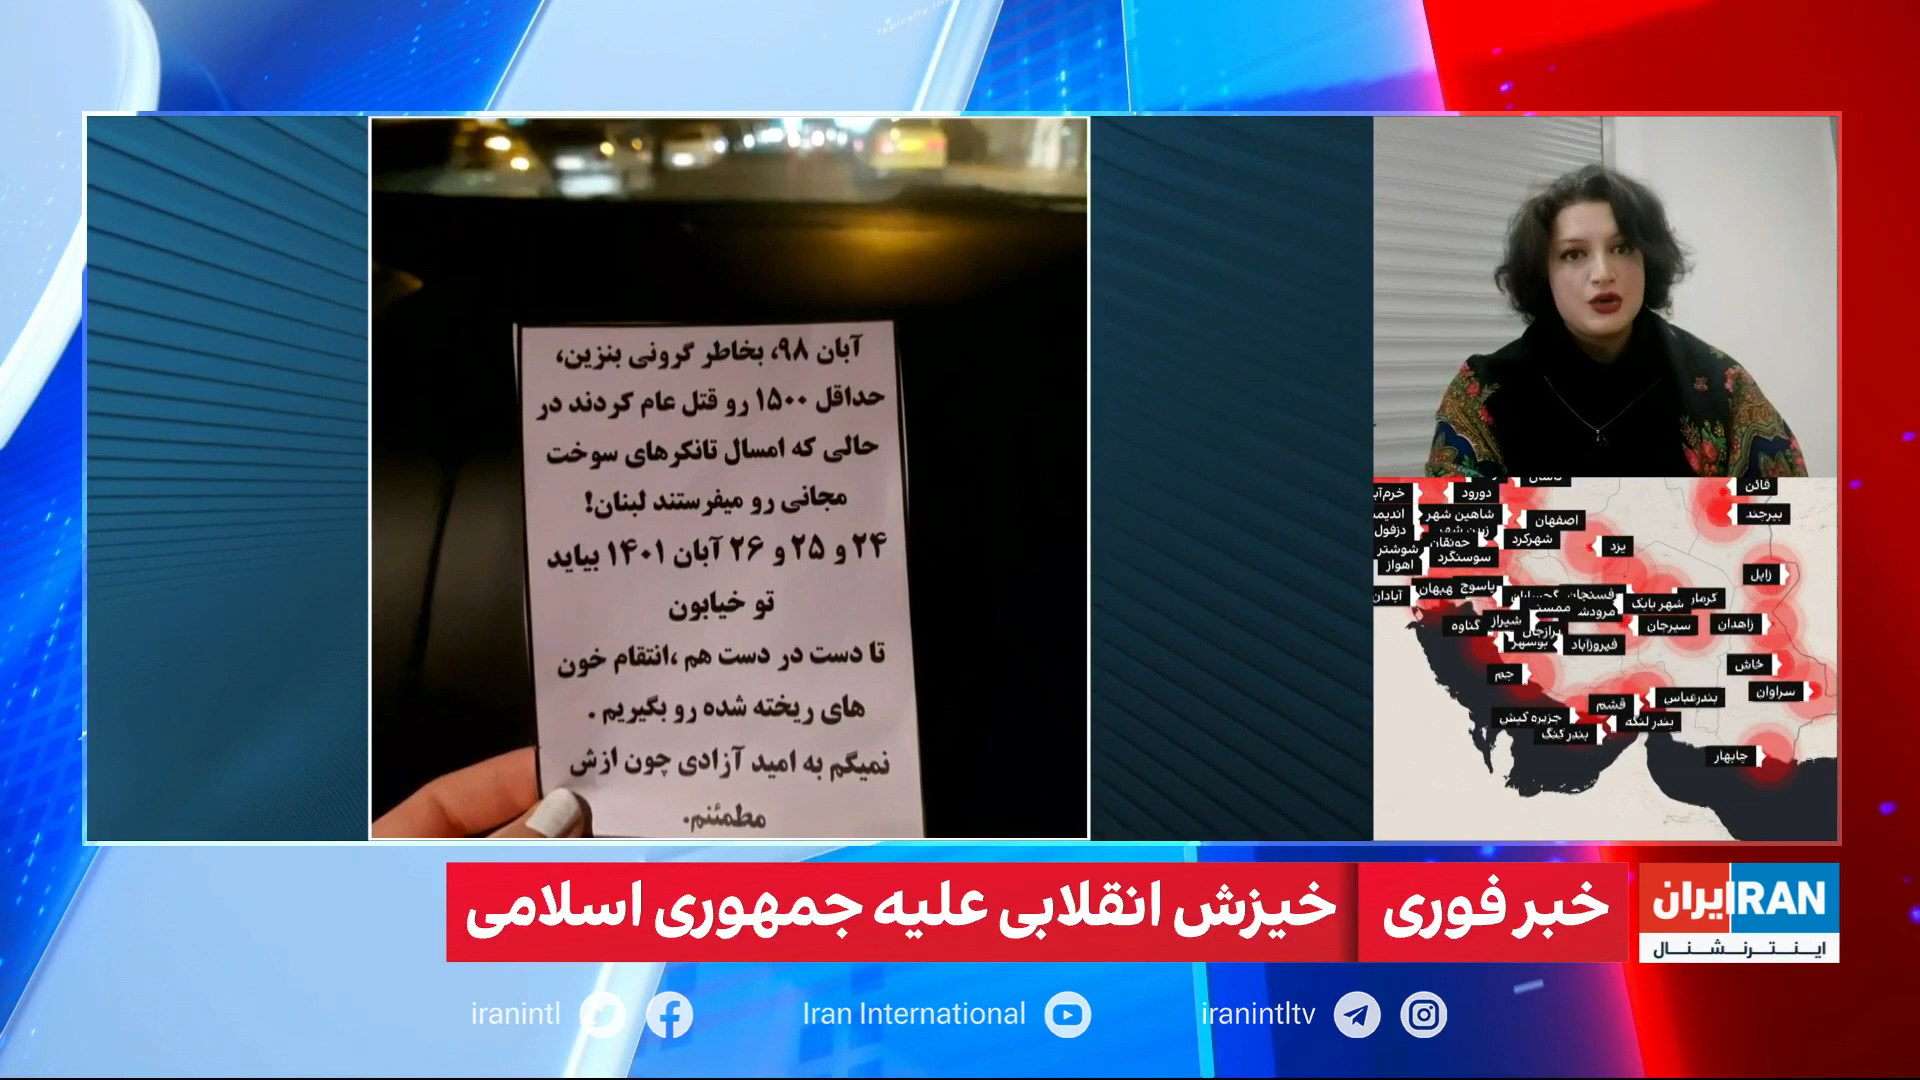 آبان ۹۸، بخاطر گرونی بنزین،
حداقل ۱۵۰۰ رو قتل عام کردند در
حالی که امسال تانکرهای سوخت
مجانی رو میفرستند لبنان!
۲۴ و ۲۵ و ۲۶ آبان ۱۴۰۱ بیاید
تو خیابون
تا دست در دست هم ،انتقام خون
های ریخته شده رو بگیریم .
نمیگم به امید آزادی چون ازش
مطمئنم.
قائن
بیرجند
دورود
شاهین شهر
اصفهان
دزفول
شهرکرد
شوشتر
سوسنگرد
اهواز
یزد
زابل
آبادان
یاسوج
شهر بابک
سیرجان
زاهدان
گناوه
شیراز
بوشهر
فیروزآباد
جم
خاش
سراوان
بندرعباس
قشم
بندر لنگه
جزیره کیش
بندر گنگ
چابهار
خبر فوری
خیزش انقلابی علیه جمهوری اسلامی
ایران IRAN
اینترنشنال
iranintl
Iran International
iranintltv